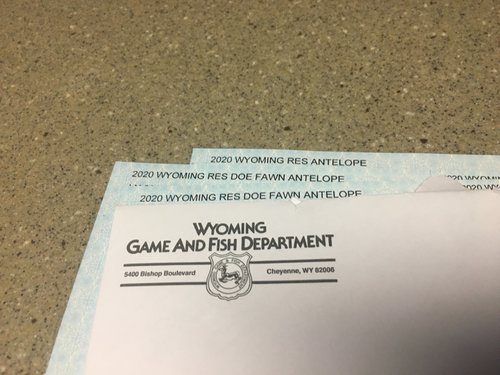 2020 WYOMING RES ANTELOPE
2020 WYOMING RES DOE FAWN ANTELOPE
2020 WYOMING RES DOE FAWN ANTELOPE
WYOMING
GAME AND FISH DEPARTMENT
5400 Bishop Boulevard
Cheyenne, WY 82006